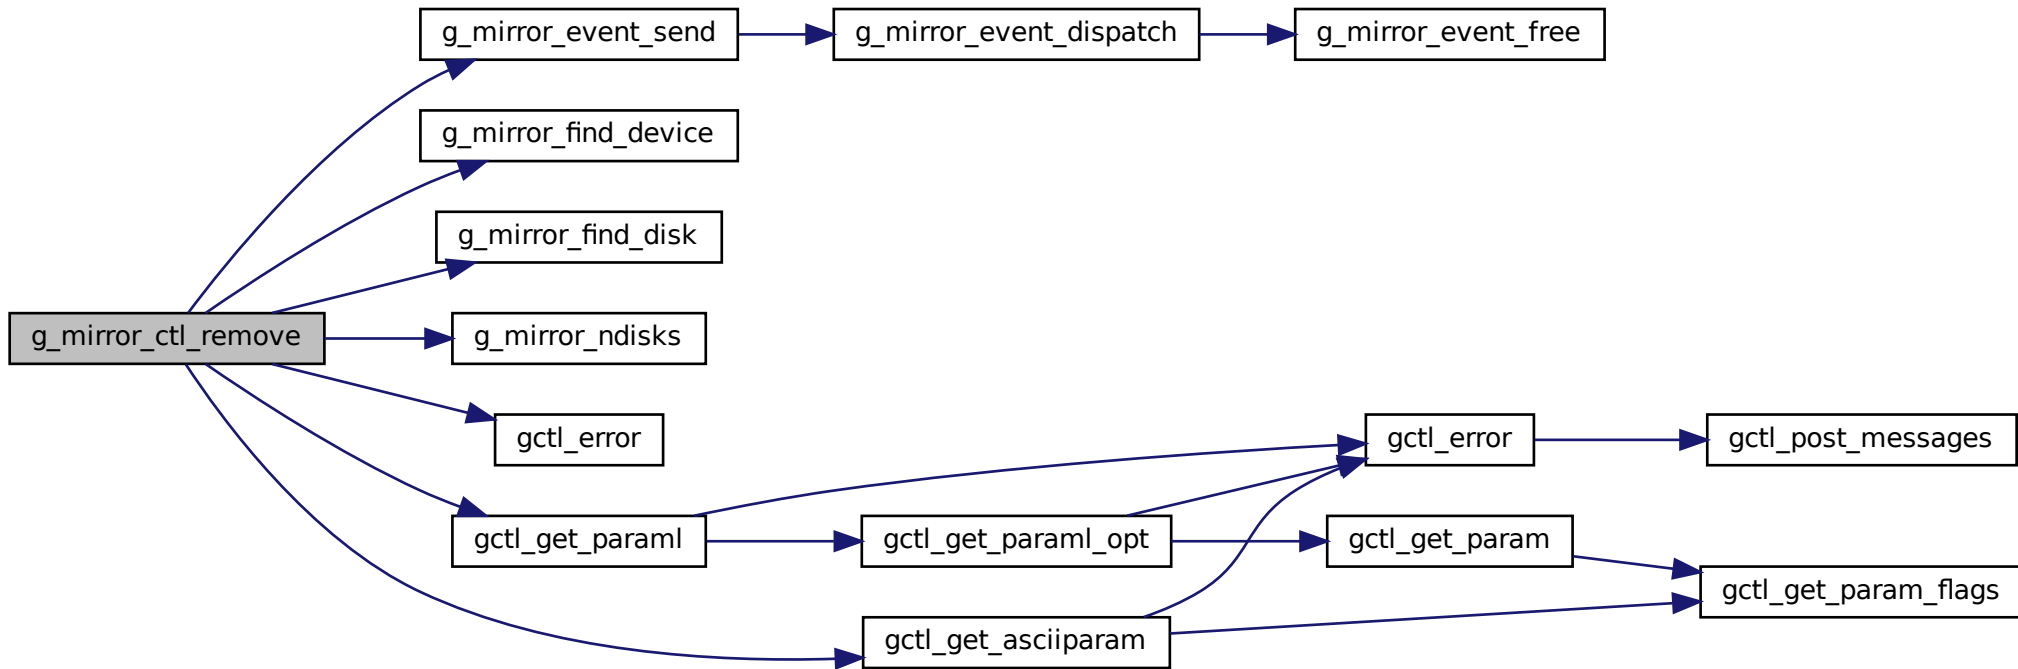 g_mirror_event_send
g_mirror_event_dispatch
g_mirror_event_free
g_mirror_find_device
g_mirror_find_disk
g_mirror_ctl_remove
g_mirror_ndisks
gctl_error
gctl_error
gctl_post_messages
gctl_get_paraml
gctl_get_paraml_opt
gctl_get_param
gctl_get_param_flags
gctl_get_asciiparam